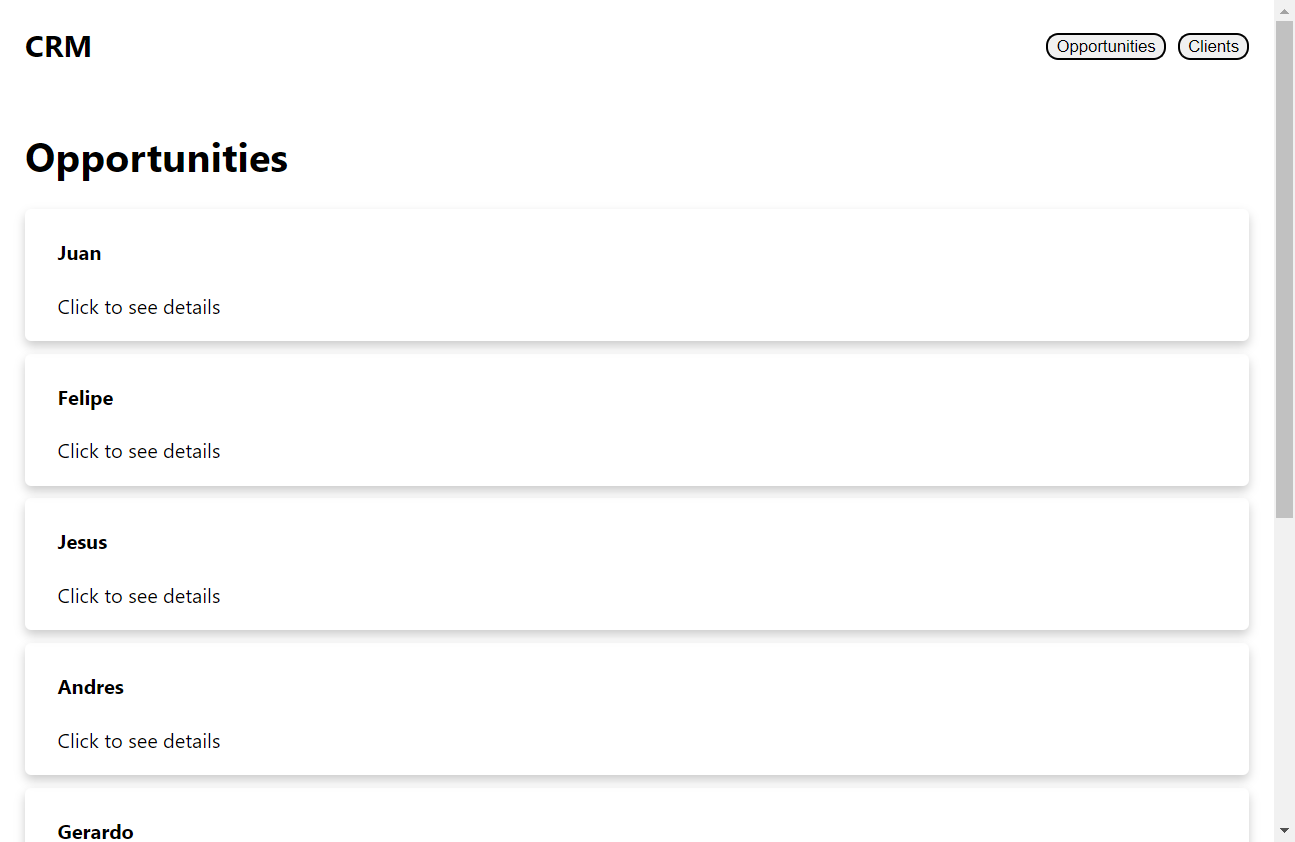 CRM
Opportunities Clients
Opportunities
Juan
Click to see details
Felipe
Click to see details
Jesus
Click to see details
Andres
Click to see details
Gerardo